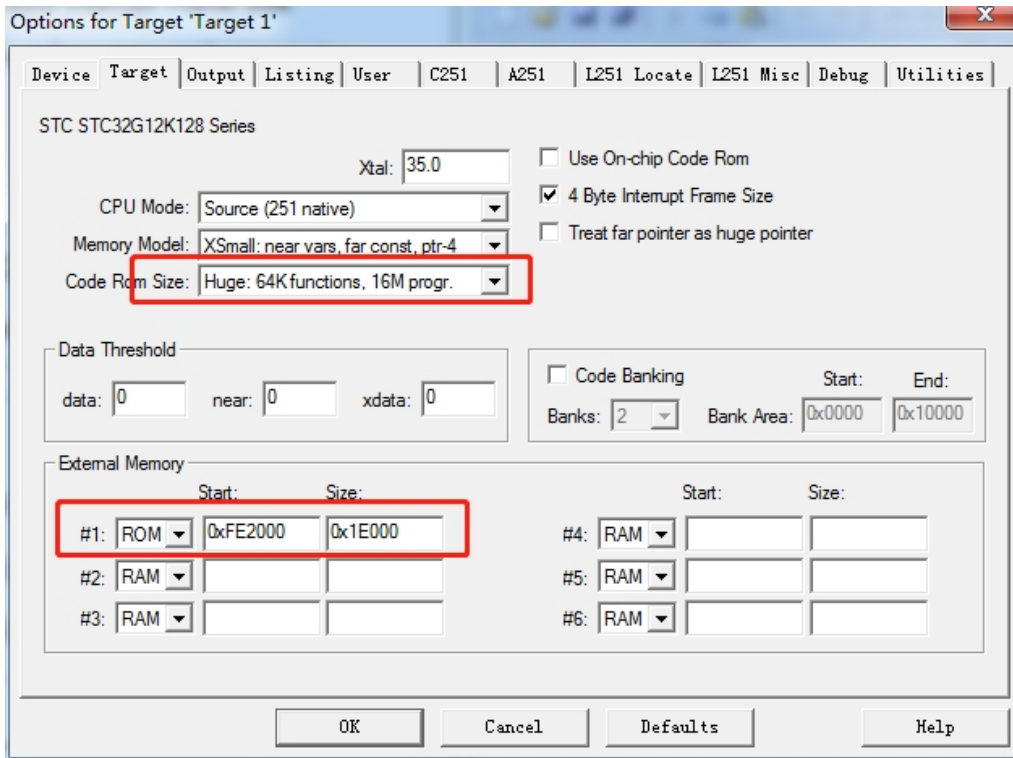 Options for Target 'Target 1'
Device Target Output Listing User C251 A251 L251 Locate L251 Misc Debug Utilities
STC STC32G12K128 Series
Xtal: 35.0
Use On-chip Code Rom
CPU Mode: Source (251 native)
4 Byte Interrupt Frame Size
Memory Model: XSmall: near vars, far const, ptr-4
Treat far pointer as huge pointer
Code Rom Size: Huge: 64K functions, 16M progr.
Data Threshold
data: 0 near: 0 xdata: 0
Code Banking Start: End:
Banks: 2 Bank Area: 0x0000 0x10000
External Memory
Start: Size: Start: Size:
#1: ROM 0xFE2000 0x1E000 #4: RAM
#2: RAM #5: RAM
#3: RAM #6: RAM
OK Cancel Defaults Help